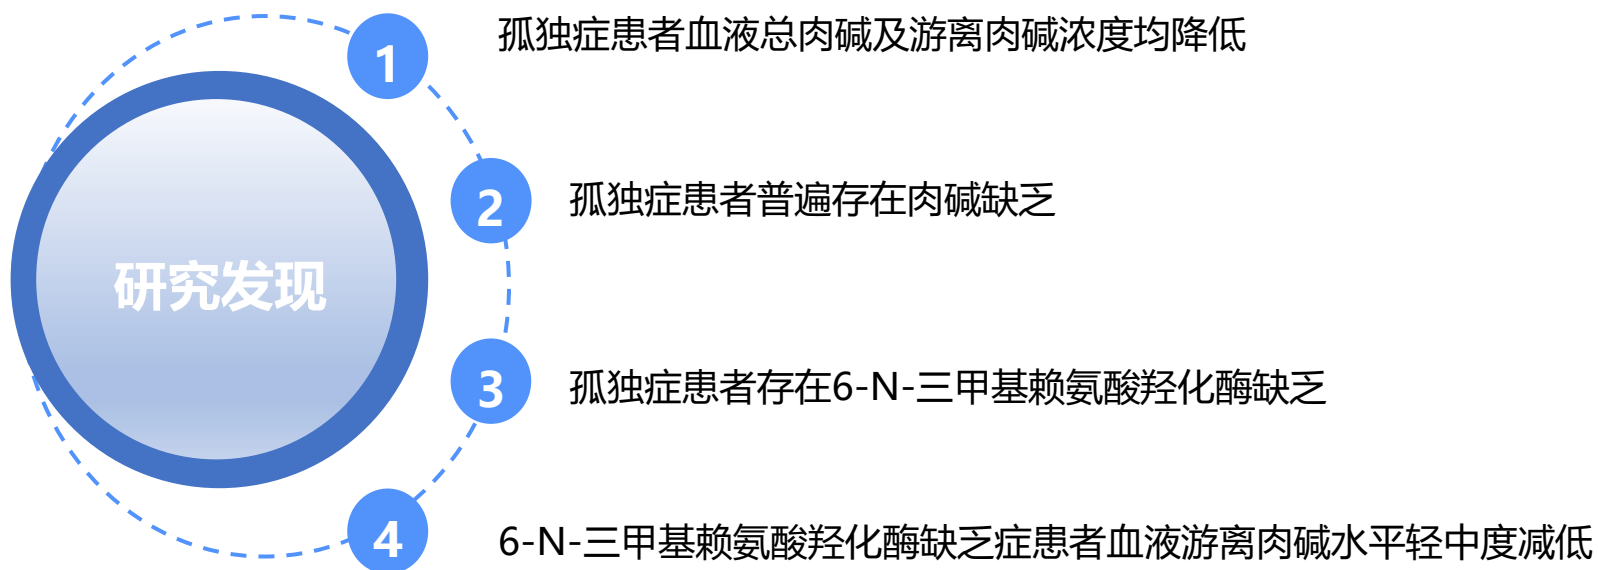 研究发现
1
孤独症患者血液总肉碱及游离肉碱浓度均降低
2
孤独症患者普遍存在肉碱缺乏
3
孤独症患者存在6-N-三甲基赖氨酸羟化酶缺乏
4
6-N-三甲基赖氨酸羟化酶缺乏症患者血液游离肉碱水平轻中度减低